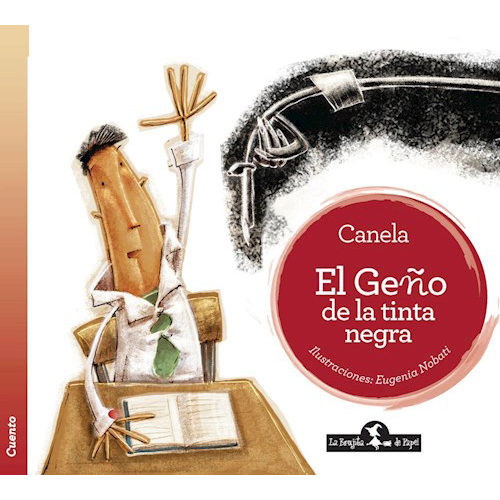 Canela
El Geño
de la tinta
negra
Ilustraciones: Eugenia Nobati
La Brujita de Papel
Cuento